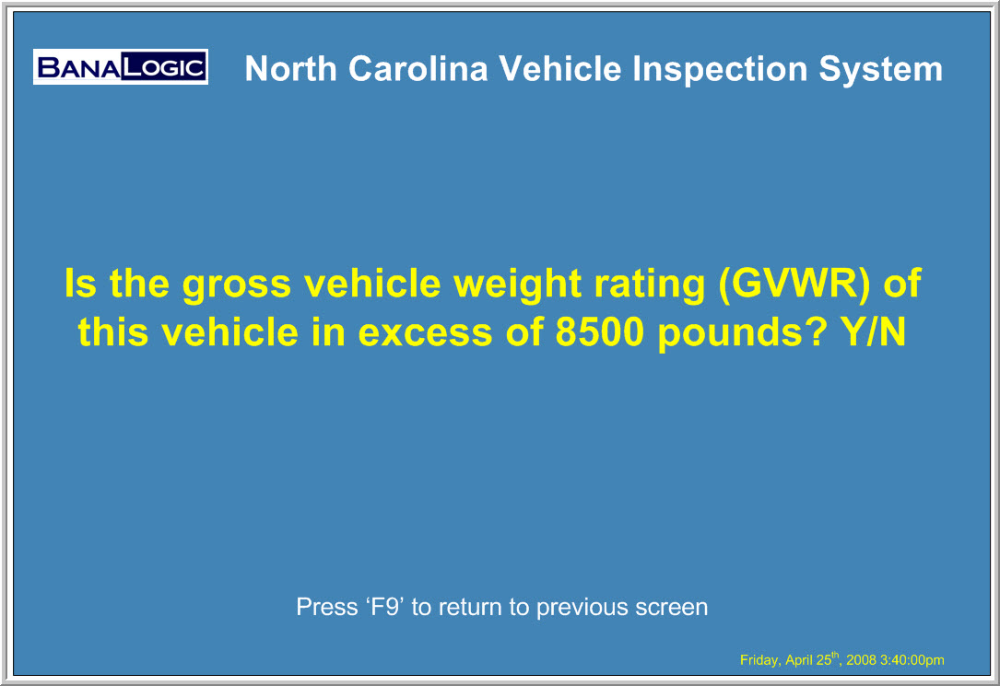 BANALOGIC
North Carolina Vehicle Inspection System
Is the gross vehicle weight rating (GVWR) of
this vehicle in excess of 8500 pounds? Y/N
Press ‘F9’ to return to previous screen
Friday, April 25th, 2008 3:40:00pm